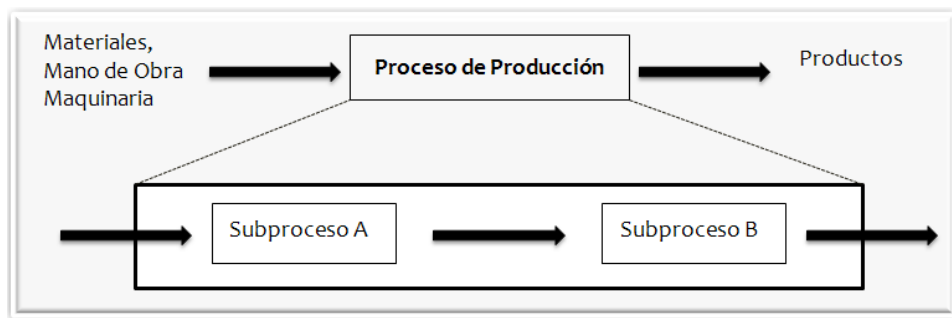 Materiales,
Mano de Obra
Maquinaria
Proceso de Producción
Productos
Subproceso A
Subproceso B